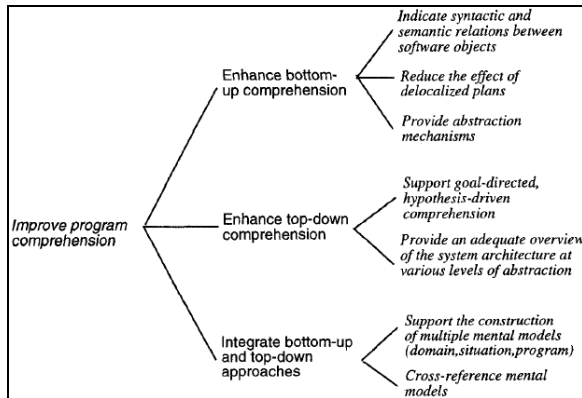 Indicate syntactic and
semantic relations between
software objects
Enhance bottom-
up comprehension
Reduce the effect of
delocalized plans
Provide abstraction
mechanisms
Improve program
comprehension
Enhance top-down
comprehension
Support goal-directed,
hypothesis-driven
comprehension
Provide an adequate overview
of the system architecture at
various levels of abstraction
Integrate bottom-up
and top-down
approaches
Support the construction
of multiple mental models
(domain,situation,program)
Cross-reference mental
models